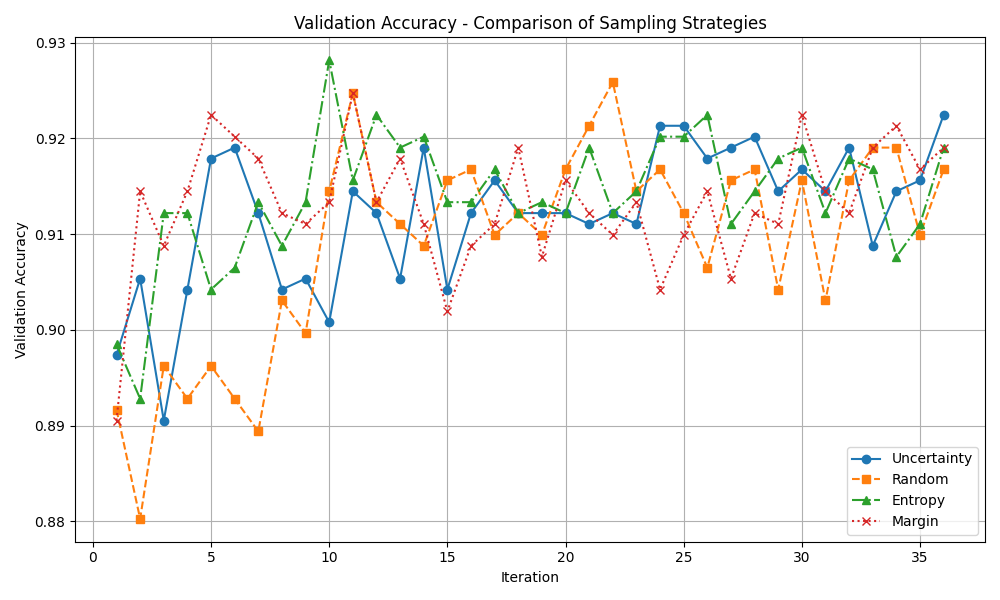 Validation Accuracy - Comparison of Sampling Strategies
0.93
0.92
0.91
0.90
0.89
0.88
Validation Accuracy
0 5 10 15 20 25 30 35
Iteration
Uncertainty
Random
Entropy
Margin